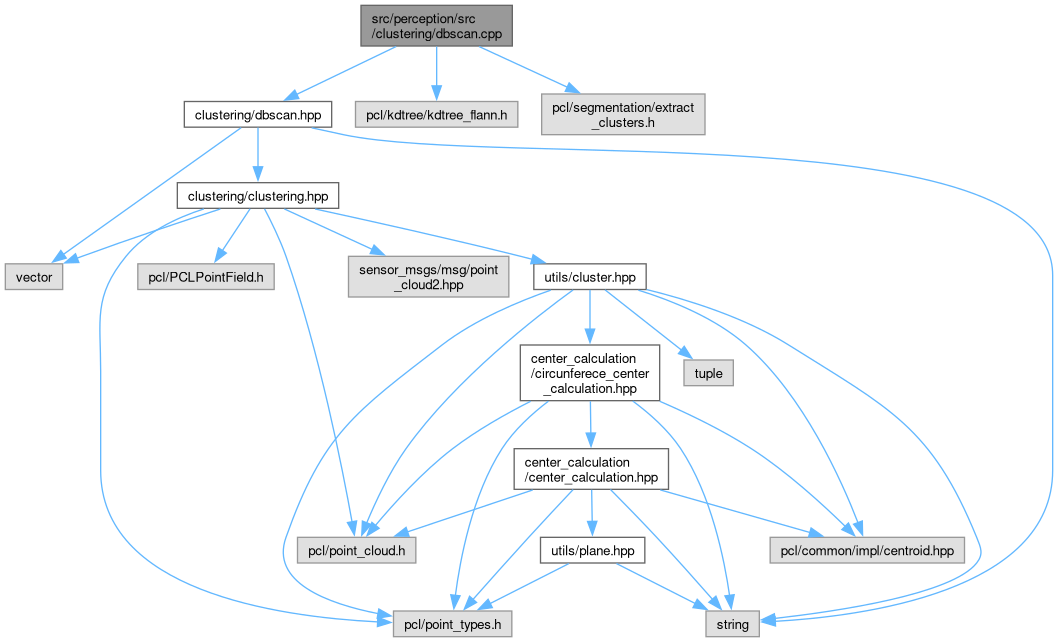 src/perception/src
/clustering/dbscan.cpp
clustering/dbscan.hpp
pcl/kdtree/kdtree_flann.h
pcl/segmentation/extract
_clusters.h
clustering/clustering.hpp
vector
pcl/PCLPointField.h
sensor_msgs/msg/point
_cloud2.hpp
utils/cluster.hpp
center_calculation
/circunferece_center
_calculation.hpp
tuple
center_calculation
/center_calculation.hpp
pcl/point_cloud.h
utils/plane.hpp
pcl/common/impl/centroid.hpp
pcl/point_types.h
string